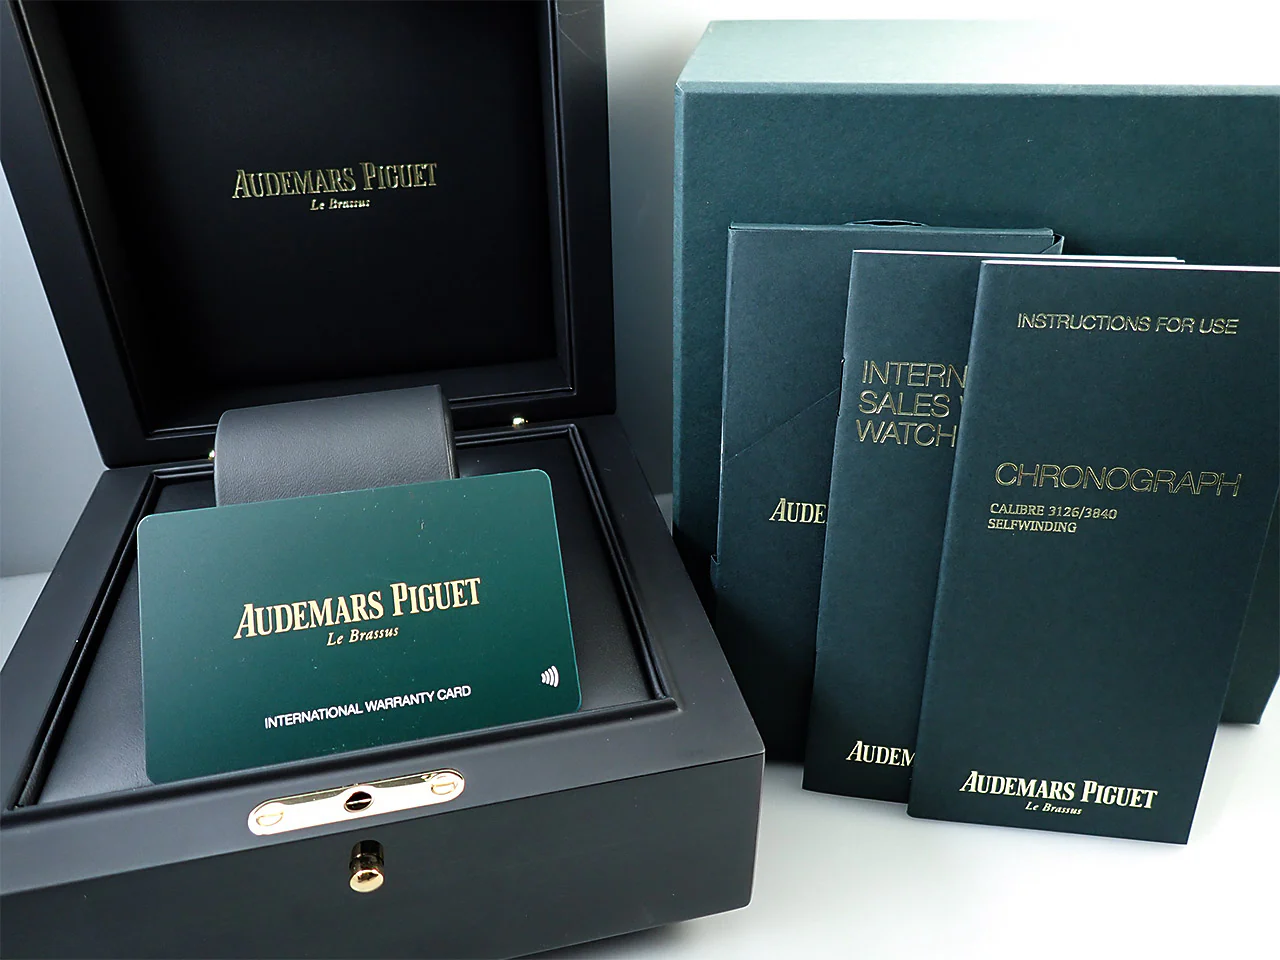 AUDEMARS PIGUET
Le Brassus
AUDEMARS PIGUET
Le Brassus
INTERNATIONAL WARRANTY CARD
AUDE
INTERN
SALES
WATCH
AUDEM
INSTRUCTIONS FOR USE
CHRONOGRAPH
CALIBRE 3126/3840
SELFWINDING
AUDEMARS PIGUET
Le Brassus